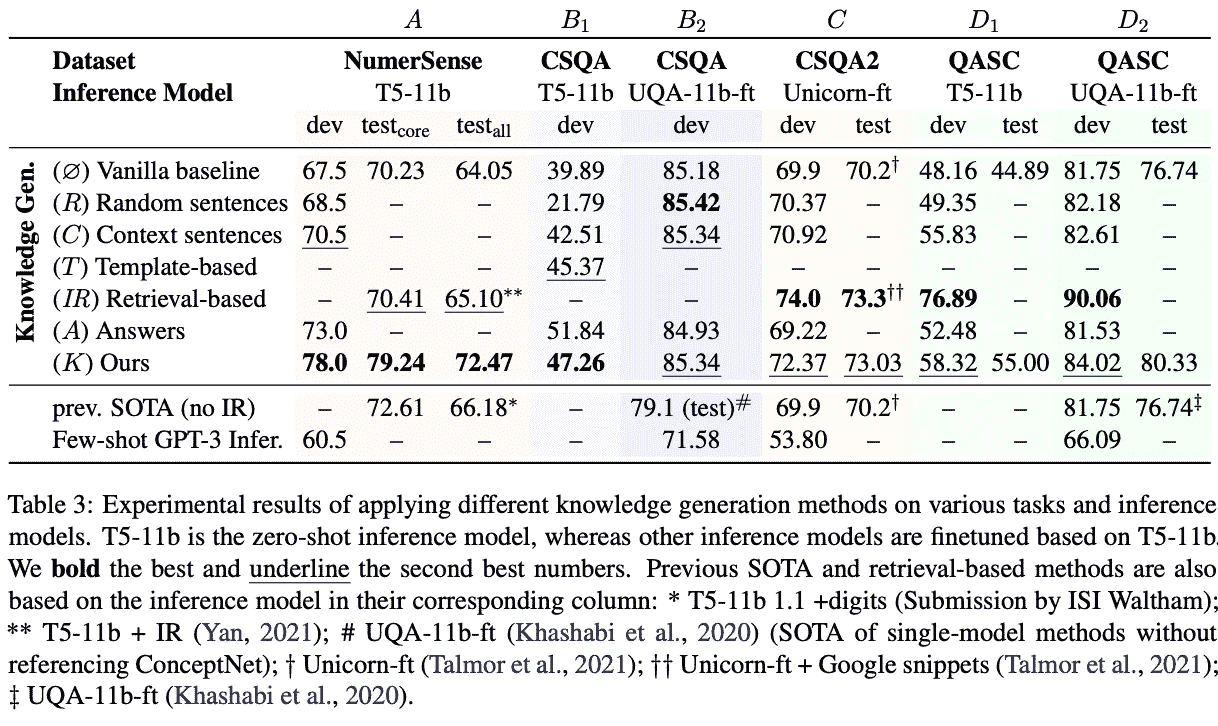 A B₁ B₂ C D₁ D₂
Dataset NumerSense CSQA CSQA CSQA2 QASC QASC
Inference Model T5-11b T5-11b UQA-11b-ft Unicorn-ft T5-11b UQA-11b-ft
dev test_core test_all dev dev dev test dev test dev test
Knowledge Gen.
(∅) Vanilla baseline 67.5 70.23 64.05 39.89 85.18 69.9 70.2† 48.16 44.89 81.75 76.74
(R) Random sentences 68.5 – – 21.79 85.42 70.37 – 49.35 – 82.18 –
(C) Context sentences 70.5 – – 42.51 85.34 70.92 – 55.83 – 82.61 –
(T) Template-based – – – 45.37 – – – – – – –
(IR) Retrieval-based – 70.41 65.10** – – 74.0 73.3†† 76.89 – 90.06 –
(A) Answers 73.0 – – 51.84 84.93 69.22 – 52.48 – 81.53 –
(K) Ours 78.0 79.24 72.47 47.26 85.34 72.37 73.03 58.32 55.00 84.02 80.33
prev. SOTA (no IR) – 72.61 66.18* – 79.1 (test)# 69.9 70.2† – – 81.75 76.74‡
Few-shot GPT-3 Infer. 60.5 – – – 71.58 53.80 – – – 66.09 –
Table 3: Experimental results of applying different knowledge generation methods on various tasks and inference
models. T5-11b is the zero-shot inference model, whereas other inference models are finetuned based on T5-11b.
We bold the best and underline the second best numbers. Previous SOTA and retrieval-based methods are also
based on the inference model in their corresponding column: * T5-11b 1.1 +digits (Submission by ISI Waltham);
** T5-11b + IR (Yan, 2021); # UQA-11b-ft (Khashabi et al., 2020) (SOTA of single-model methods without
referencing ConceptNet); † Unicorn-ft (Talmor et al., 2021); †† Unicorn-ft + Google snippets (Talmor et al., 2021);
‡ UQA-11b-ft (Khashabi et al., 2020).